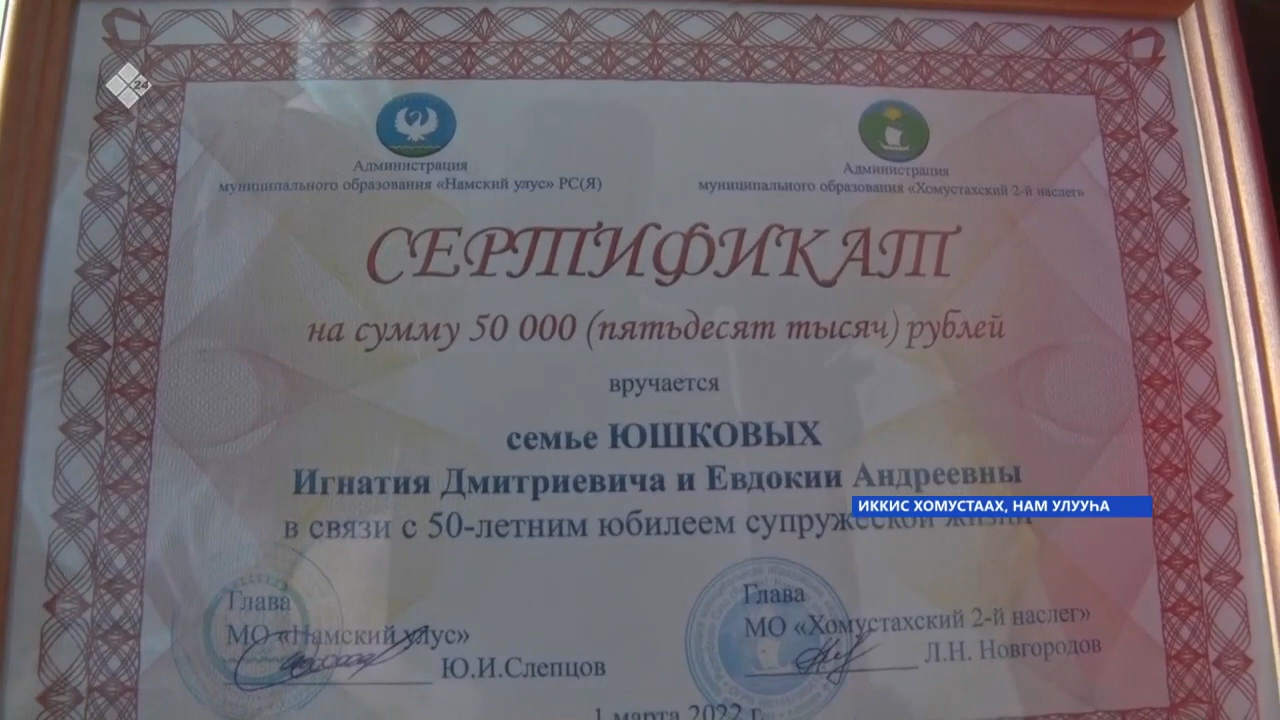 24
Администрация
муниципального образования «Намский улус» РС(Я)
Администрация
муниципального образования «Хомустахский 2-й наслег»
СЕРТИФИКАТ
на сумму 50 000 (пятьдесят тысяч) рублей
вручается
семье ЮШКОВЫХ
Игнатия Дмитриевича и Евдокии Андреевны
ИККИС ХОМУСТААХ, НАМ УЛУУҺА
в связи с 50-летним юбилеем супружеской жизни
Глава
МО «Намский улус»
Ю.И.Слепцов
Глава
МО «Хомустахский 2-й наслег»
Л.Н. Новгородов
1 марта 2022 г.